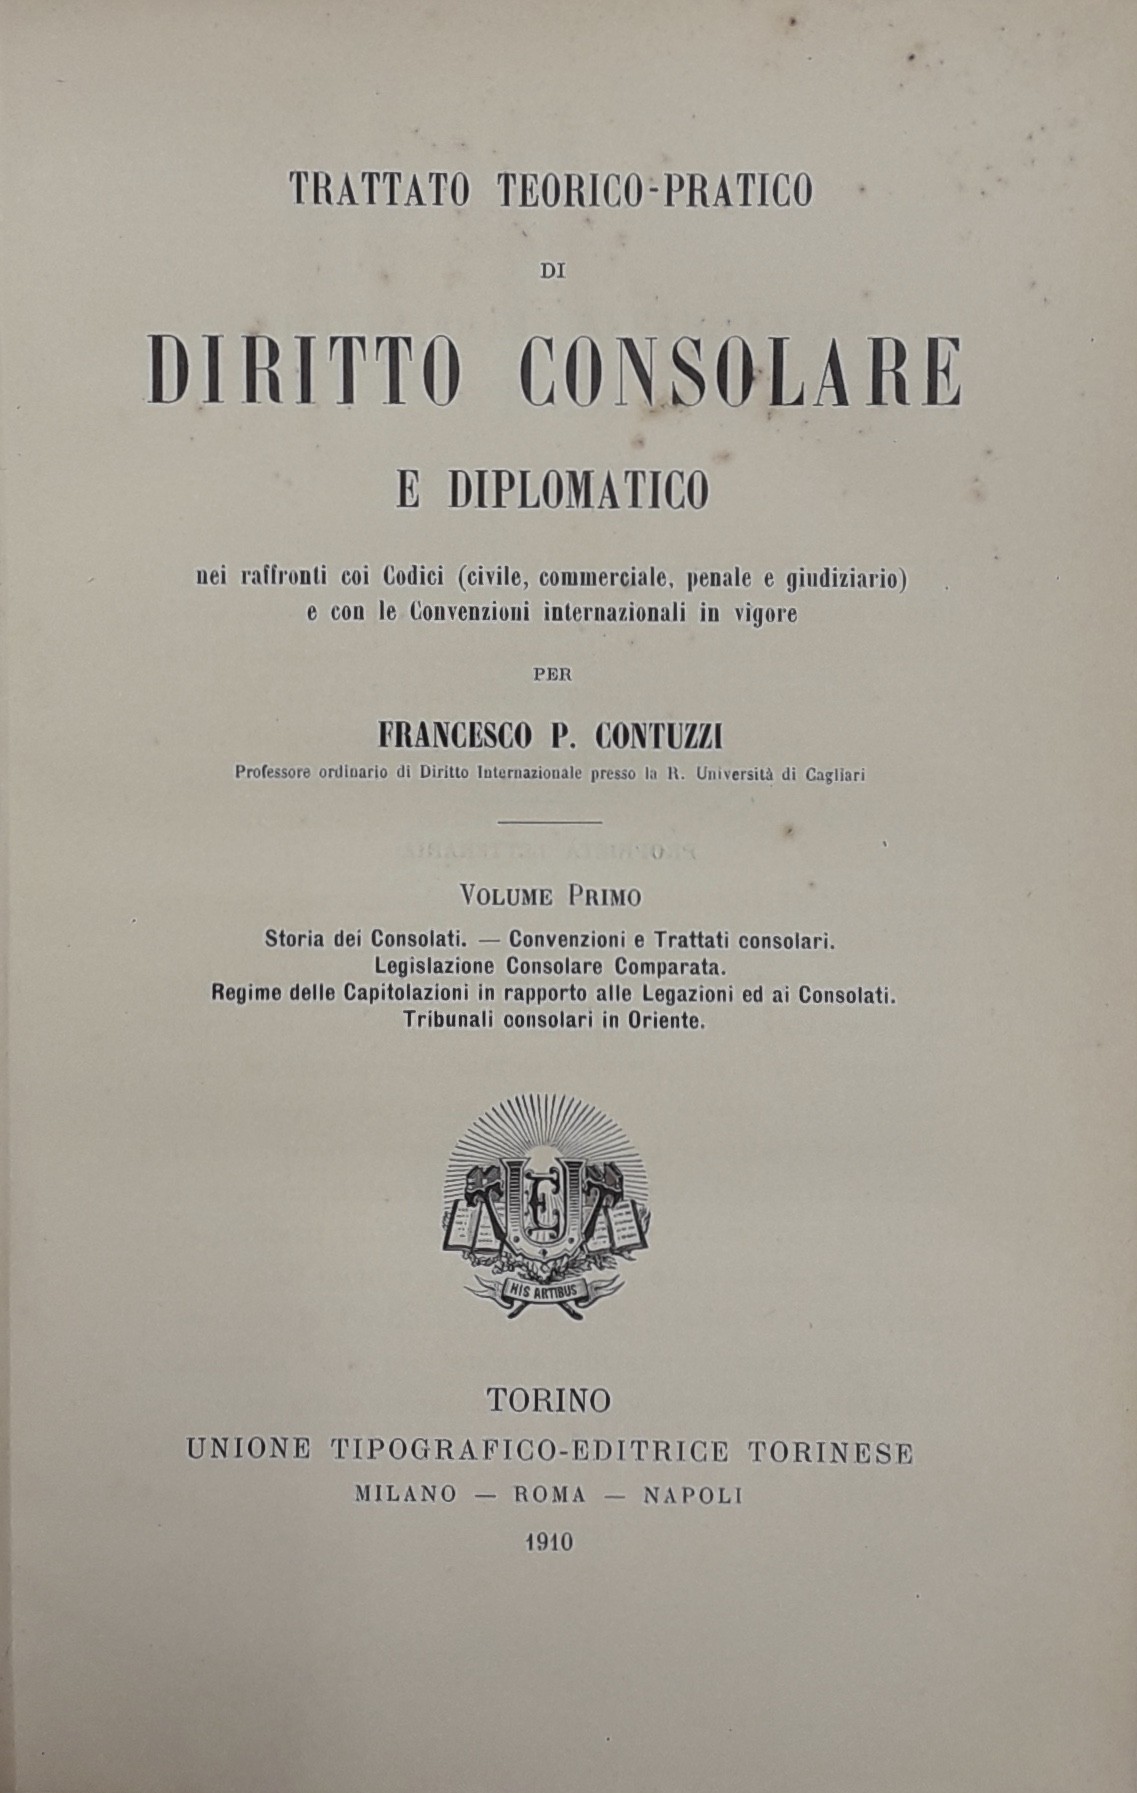 TRATTATO TEORICO-PRATICO
DI
DIRITTO CONSOLARE
E DIPLOMATICO
nei raffronti coi Codici (civile, commerciale, penale e giudiziario)
e con le Convenzioni internazionali in vigore
PER
FRANCESCO P. CONTUZZI
Professore ordinario di Diritto Internazionale presso la R. Università di Cagliari
PROPRIETÀ LETTERARIA
VOLUME PRIMO
Storia dei Consolati. — Convenzioni e Trattati consolari.
Legislazione Consolare Comparata.
Regime delle Capitolazioni in rapporto alle Legazioni ed ai Consolati.
Tribunali consolari in Oriente.
UTE
HIS ARTIBUS
TORINO
UNIONE TIPOGRAFICO-EDITRICE TORINESE
MILANO — ROMA — NAPOLI
1910